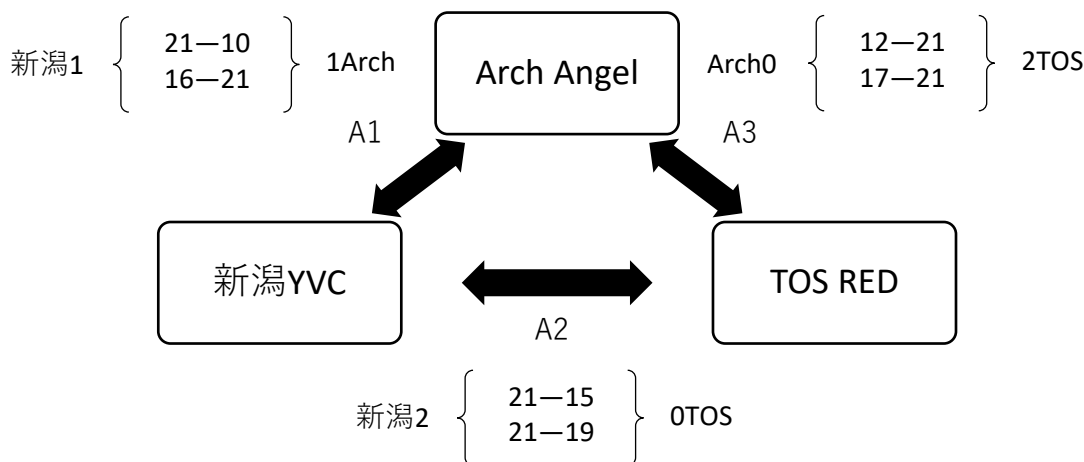 新潟1 21—10 1Arch
16—21
Arch Angel
Arch0 12—21 2TOS
17—21
A1
A3
新潟YVC
TOS RED
A2
新潟2 21—15 0TOS
21—19